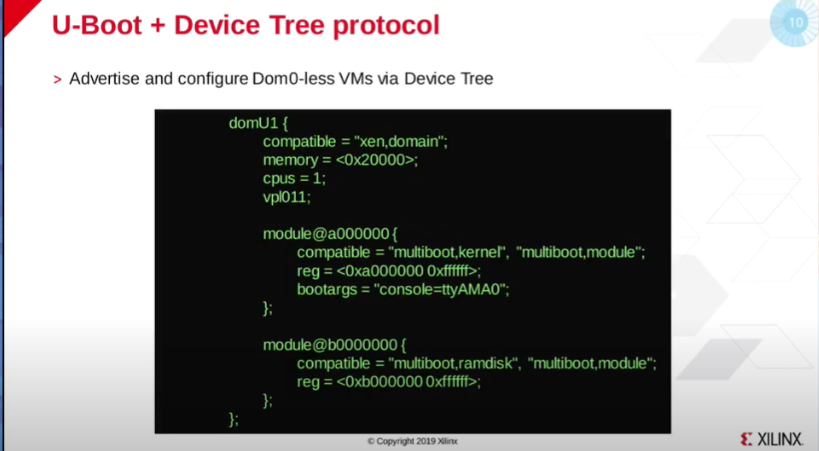 10
U-Boot + Device Tree protocol
> Advertise and configure Dom0-less VMs via Device Tree
domU1 {
compatible = "xen,domain";
memory = <0x20000>;
cpus = 1;
vpl011;
module@a000000 {
compatible = "multiboot,kernel", "multiboot,module";
reg = <0xa000000 0xffffff>;
bootargs = "console=ttyAMA0";
};
module@b0000000 {
compatible = "multiboot,ramdisk", "multiboot,module";
reg = <0xb000000 0xffffff>;
};
};
© Copyright 2019 Xilinx
XILINX.